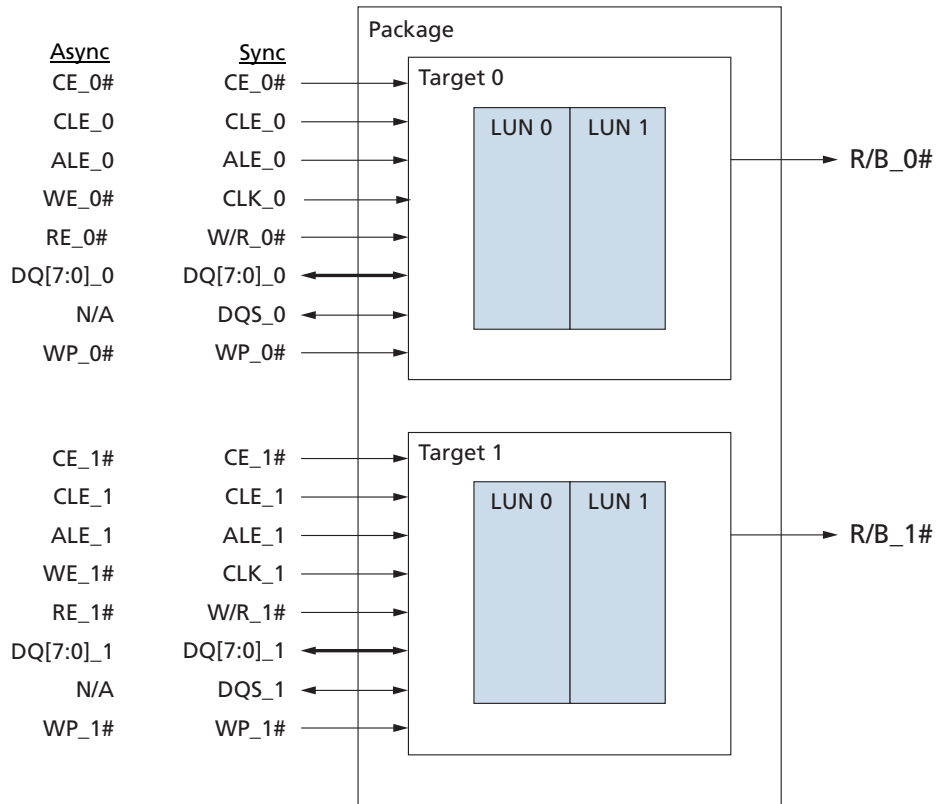 Package
Async Sync
Target 0
CE_0# CE_0#
CLE_0 CLE_0
LUN 0 LUN 1
ALE_0 ALE_0
R/B_0#
WE_0# CLK_0
RE_0# W/R_0#
DQ[7:0]_0 DQ[7:0]_0
N/A DQS_0
WP_0# WP_0#
Target 1
CE_1# CE_1#
CLE_1 CLE_1
LUN 0 LUN 1
ALE_1 ALE_1
R/B_1#
WE_1# CLK_1
RE_1# W/R_1#
DQ[7:0]_1 DQ[7:0]_1
N/A DQS_1
WP_1# WP_1#